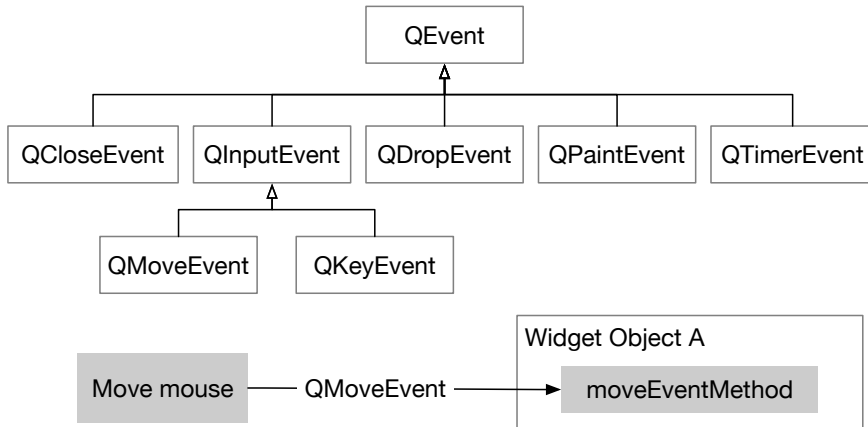 QEvent
QCloseEvent
QInputEvent
QDropEvent
QPaintEvent
QTimerEvent
QMoveEvent
QKeyEvent
Widget Object A
Move mouse
QMoveEvent
moveEventMethod